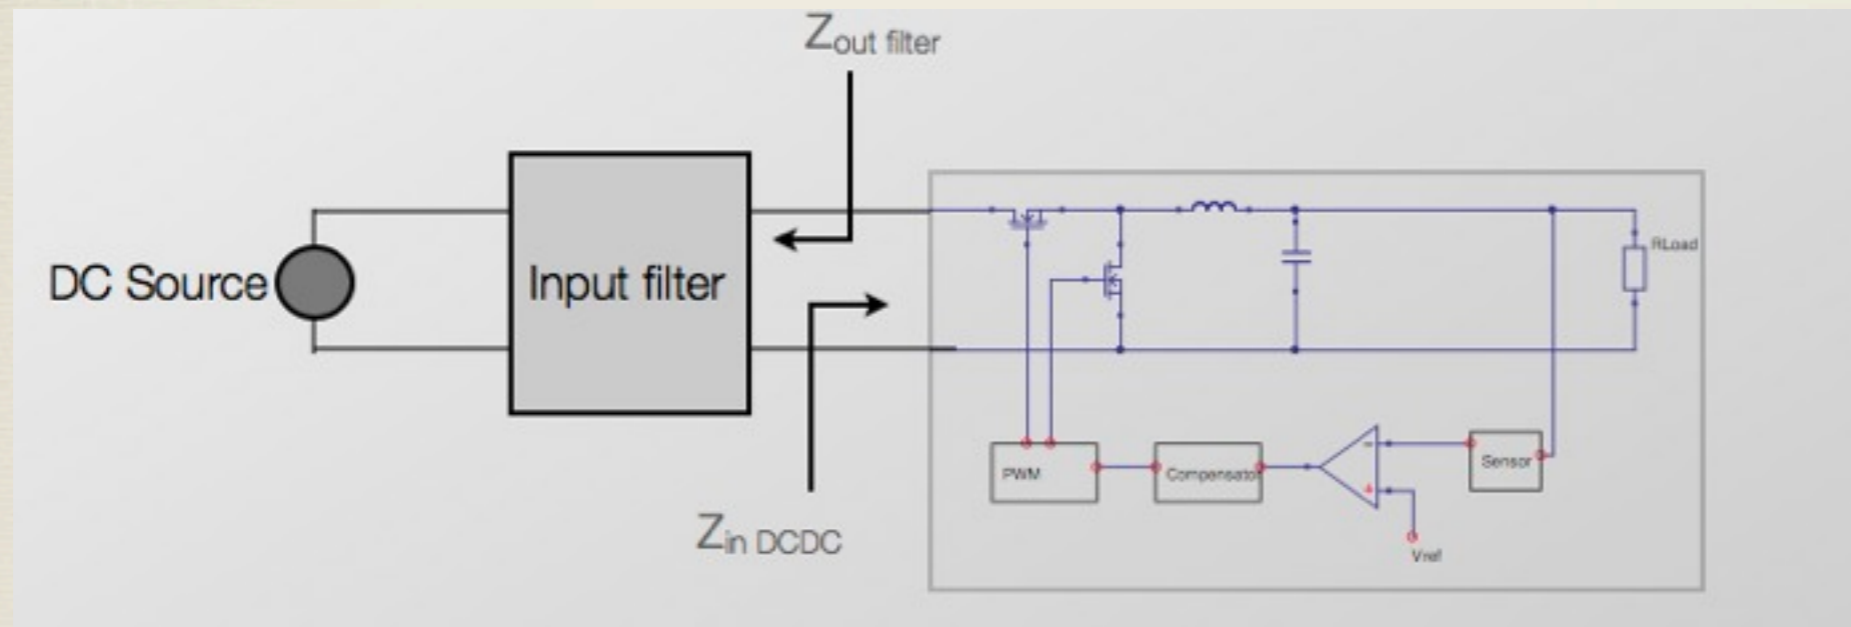 Zout filter
DC Source
Input filter
RLoad
Zin DCDC
PWM
Compensator
-
Sensor
+
Vref